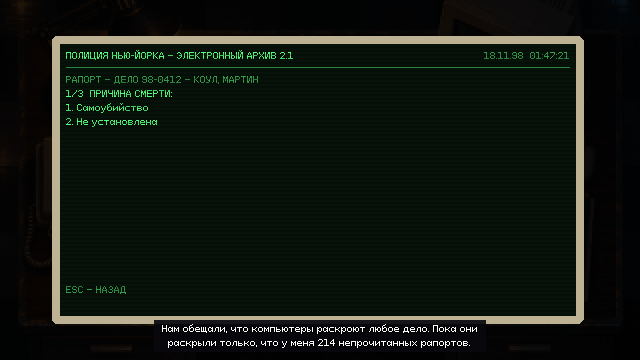 ПОЛИЦИЯ НЬЮ-ЙОРКА – ЭЛЕКТРОННЫЙ АРХИВ 2.1 18.11.98 01:47:21
РАПОРТ – ДЕЛО 98-0412 – КОУЛ, МАРТИН
1/3 ПРИЧИНА СМЕРТИ:
1. Самоубийство
2. Не установлена
ESC – НАЗАД
Нам обещали, что компьютеры раскроют любое дело. Пока они
раскрыли только, что у меня 214 непрочитанных рапортов.